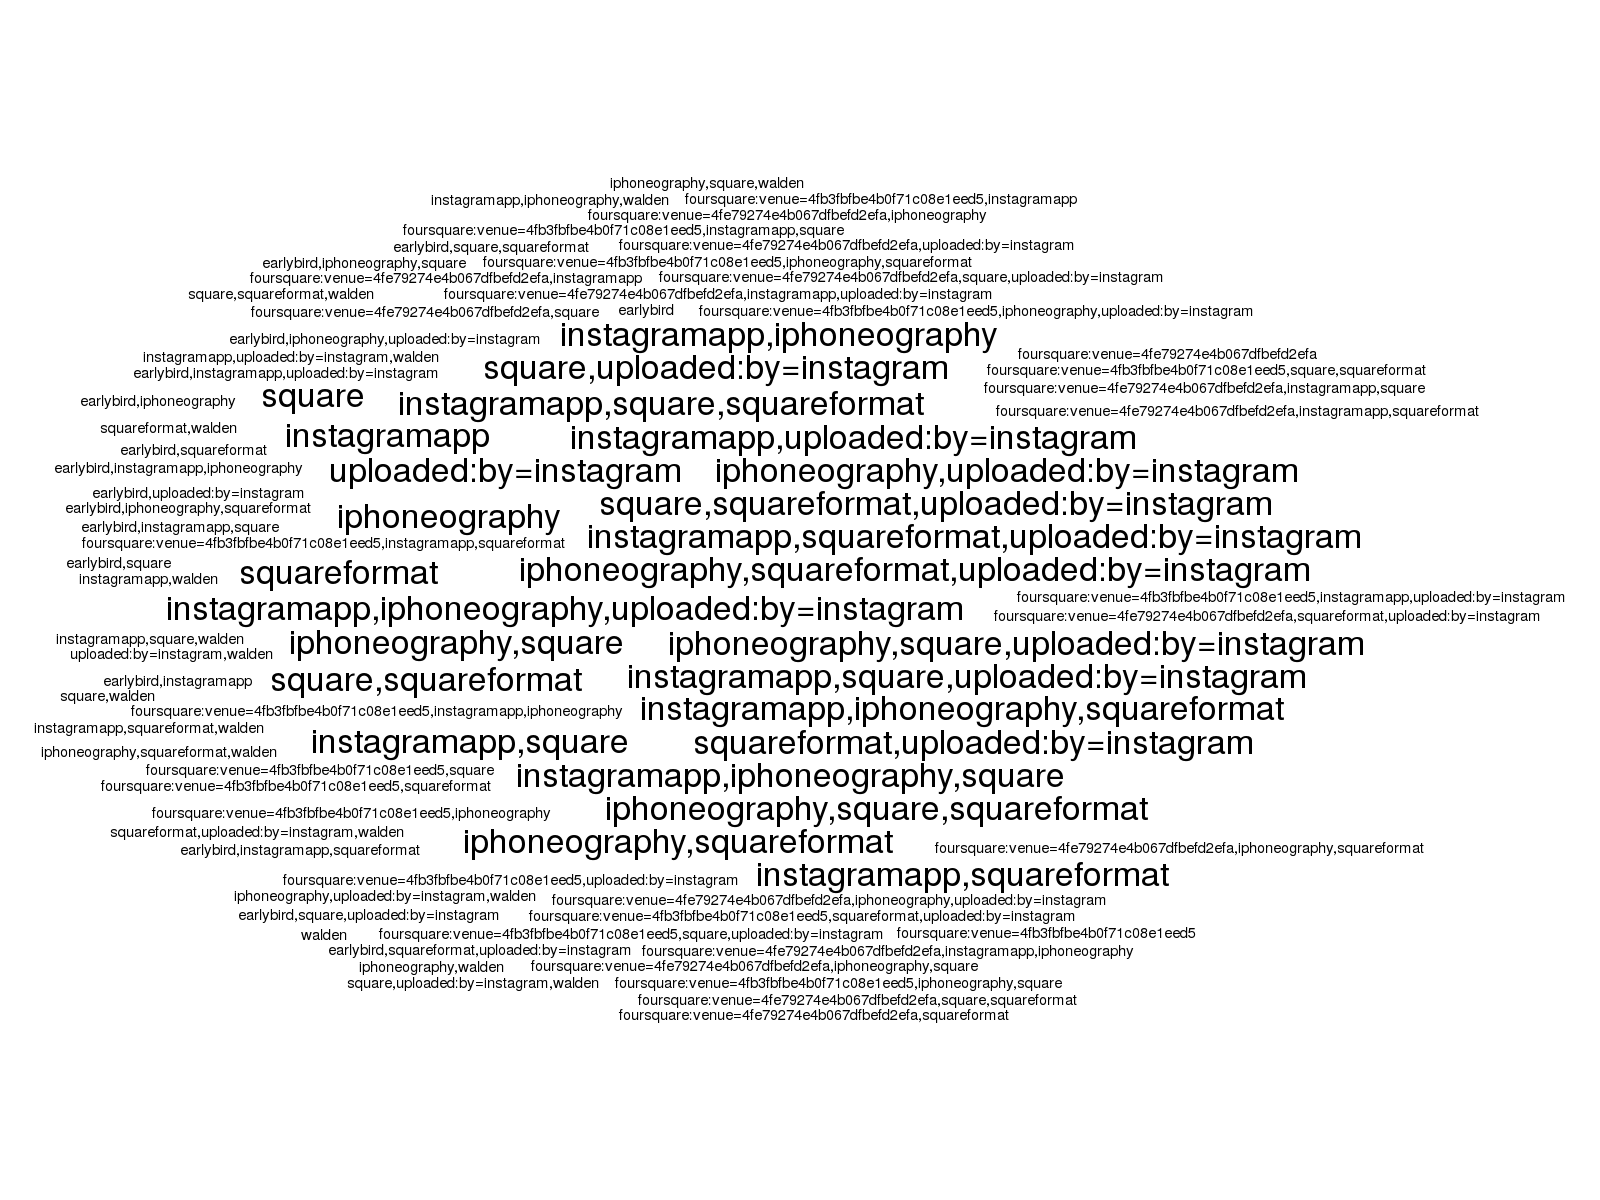 iphoneography,square,walden
instagramapp,iphoneography,walden foursquare:venue=4fb3fbfbe4b0f71c08e1eed5,instagramapp
foursquare:venue=4fe79274e4b067dfbefd2efa,iphoneography
foursquare:venue=4fb3fbfbe4b0f71c08e1eed5,instagramapp,square
earlybird,square,squareformat foursquare:venue=4fe79274e4b067dfbefd2efa,uploaded:by=instagram
earlybird,iphoneography,square foursquare:venue=4fb3fbfbe4b0f71c08e1eed5,iphoneography,squareformat
foursquare:venue=4fe79274e4b067dfbefd2efa,instagramapp foursquare:venue=4fe79274e4b067dfbefd2efa,square,uploaded:by=instagram
square,squareformat,walden foursquare:venue=4fe79274e4b067dfbefd2efa,instagramapp,uploaded:by=instagram
foursquare:venue=4fe79274e4b067dfbefd2efa,square earlybird foursquare:venue=4fb3fbfbe4b0f71c08e1eed5,iphoneography,uploaded:by=instagram
earlybird,iphoneography,uploaded:by=instagram instagramapp,iphoneography
instagramapp,uploaded:by=instagram,walden foursquare:venue=4fe79274e4b067dfbefd2efa
earlybird,instagramapp,uploaded:by=instagram square,uploaded:by=instagram foursquare:venue=4fb3fbfbe4b0f71c08e1eed5,square,squareformat
foursquare:venue=4fe79274e4b067dfbefd2efa,instagramapp,square
earlybird,iphoneography square instagramapp,square,squareformat foursquare:venue=4fe79274e4b067dfbefd2efa,instagramapp,squareformat
squareformat,walden instagramapp instagramapp,uploaded:by=instagram
earlybird,squareformat
earlybird,instagramapp,iphoneography uploaded:by=instagram iphoneography,uploaded:by=instagram
earlybird,uploaded:by=instagram
earlybird,iphoneography,squareformat square,squareformat,uploaded:by=instagram
earlybird,instagramapp,square iphoneography
foursquare:venue=4fb3fbfbe4b0f71c08e1eed5,instagramapp,squareformat instagramapp,squareformat,uploaded:by=instagram
earlybird,square
instagramapp,walden squareformat iphoneography,squareformat,uploaded:by=instagram
foursquare:venue=4fb3fbfbe4b0f71c08e1eed5,instagramapp,uploaded:by=instagram
instagramapp,iphoneography,uploaded:by=instagram foursquare:venue=4fe79274e4b067dfbefd2efa,squareformat,uploaded:by=instagram
instagramapp,square,walden iphoneography,square iphoneography,square,uploaded:by=instagram
uploaded:by=instagram,walden
earlybird,instagramapp square,squareformat instagramapp,square,uploaded:by=instagram
square,walden
foursquare:venue=4fb3fbfbe4b0f71c08e1eed5,instagramapp,iphoneography instagramapp,iphoneography,squareformat
instagramapp,squareformat,walden
iphoneography,squareformat,walden instagramapp,square squareformat,uploaded:by=instagram
foursquare:venue=4fb3fbfbe4b0f71c08e1eed5,square instagramapp,iphoneography,square
foursquare:venue=4fb3fbfbe4b0f71c08e1eed5,squareformat
foursquare:venue=4fb3fbfbe4b0f71c08e1eed5,iphoneography iphoneography,square,squareformat
squareformat,uploaded:by=instagram,walden
earlybird,instagramapp,squareformat iphoneography,squareformat foursquare:venue=4fe79274e4b067dfbefd2efa,iphoneography,squareformat
foursquare:venue=4fb3fbfbe4b0f71c08e1eed5,uploaded:by=instagram instagramapp,squareformat
iphoneography,uploaded:by=instagram,walden foursquare:venue=4fe79274e4b067dfbefd2efa,iphoneography,uploaded:by=instagram
earlybird,square,uploaded:by=instagram foursquare:venue=4fb3fbfbe4b0f71c08e1eed5,squareformat,uploaded:by=instagram
walden foursquare:venue=4fb3fbfbe4b0f71c08e1eed5,square,uploaded:by=instagram foursquare:venue=4fb3fbfbe4b0f71c08e1eed5
earlybird,squareformat,uploaded:by=instagram foursquare:venue=4fe79274e4b067dfbefd2efa,instagramapp,iphoneography
iphoneography,walden foursquare:venue=4fe79274e4b067dfbefd2efa,iphoneography,square
square,uploaded:by=instagram,walden foursquare:venue=4fb3fbfbe4b0f71c08e1eed5,iphoneography,square
foursquare:venue=4fe79274e4b067dfbefd2efa,square,squareformat
foursquare:venue=4fe79274e4b067dfbefd2efa,squareformat